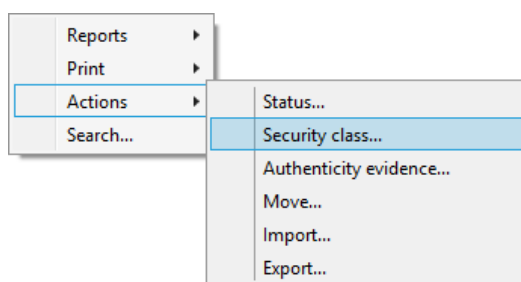 Reports
Print
Actions
Search...
Status...
Security class...
Authenticity evidence...
Move...
Import...
Export...